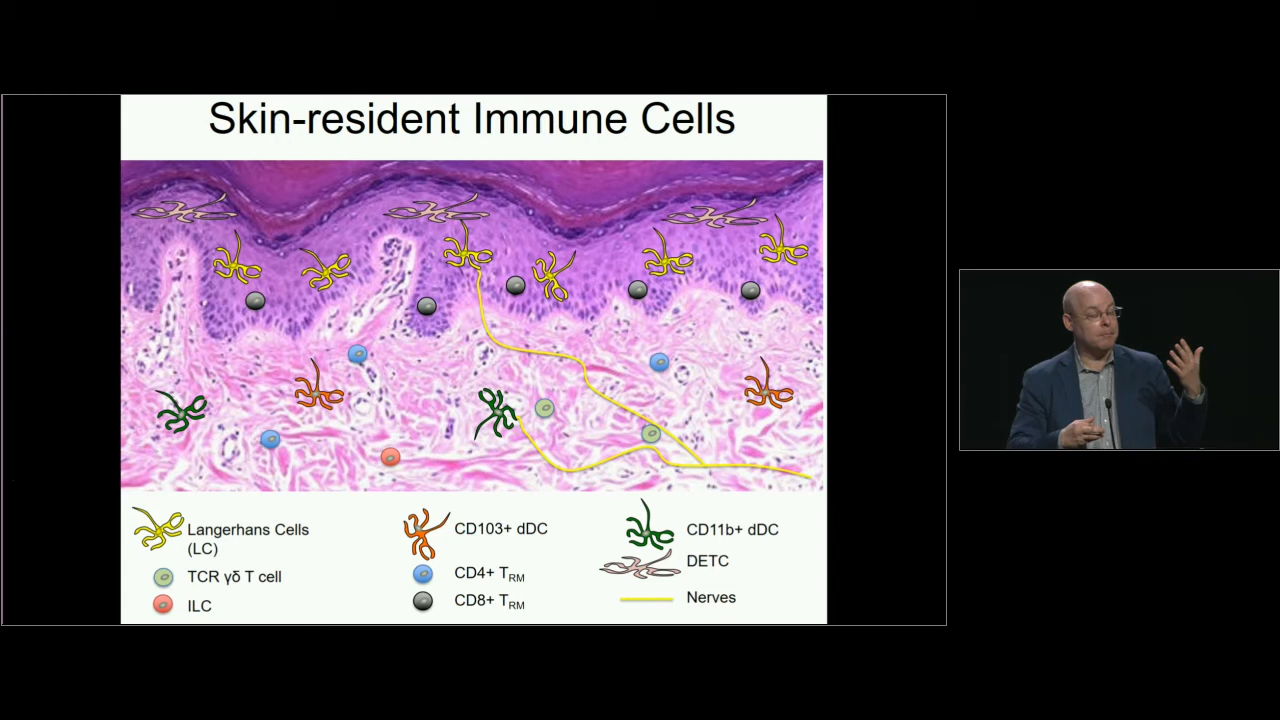 Skin-resident Immune Cells
Langerhans Cells
(LC)
TCR γδ T cell
ILC
CD103+ dDC
CD4+ TRM
CD8+ TRM
CD11b+ dDC
DETC
Nerves